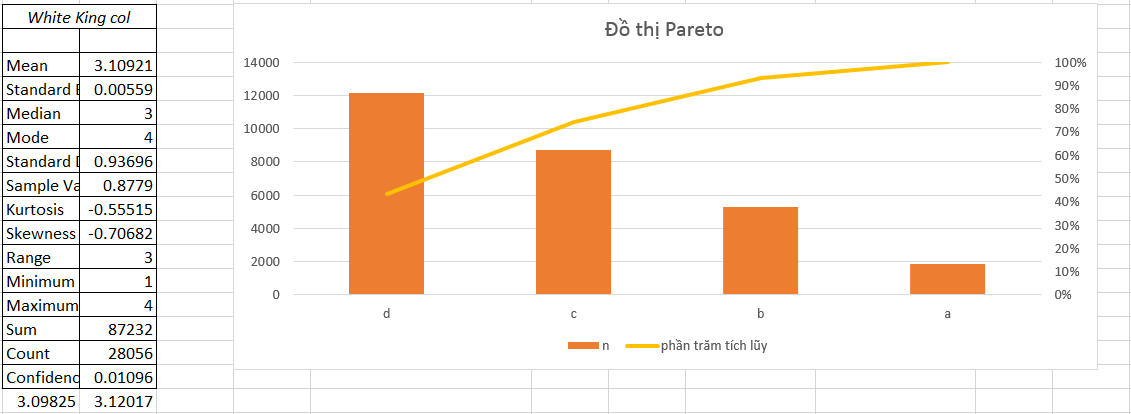 White King col
Mean 3.10921
Standard E 0.00559
Median 3
Mode 4
Standard D 0.93696
Sample Va 0.8779
Kurtosis -0.55515
Skewness -0.70682
Range 3
Minimum 1
Maximum 4
Sum 87232
Count 28056
Confidenc 0.01096
3.09825 3.12017
Đồ thị Pareto
14000 100%
12000 90%
10000 80%
8000 70%
6000 60%
4000 50%
2000 40%
0 30%
20%
10%
0%
d c b a
n phần trăm tích lũy